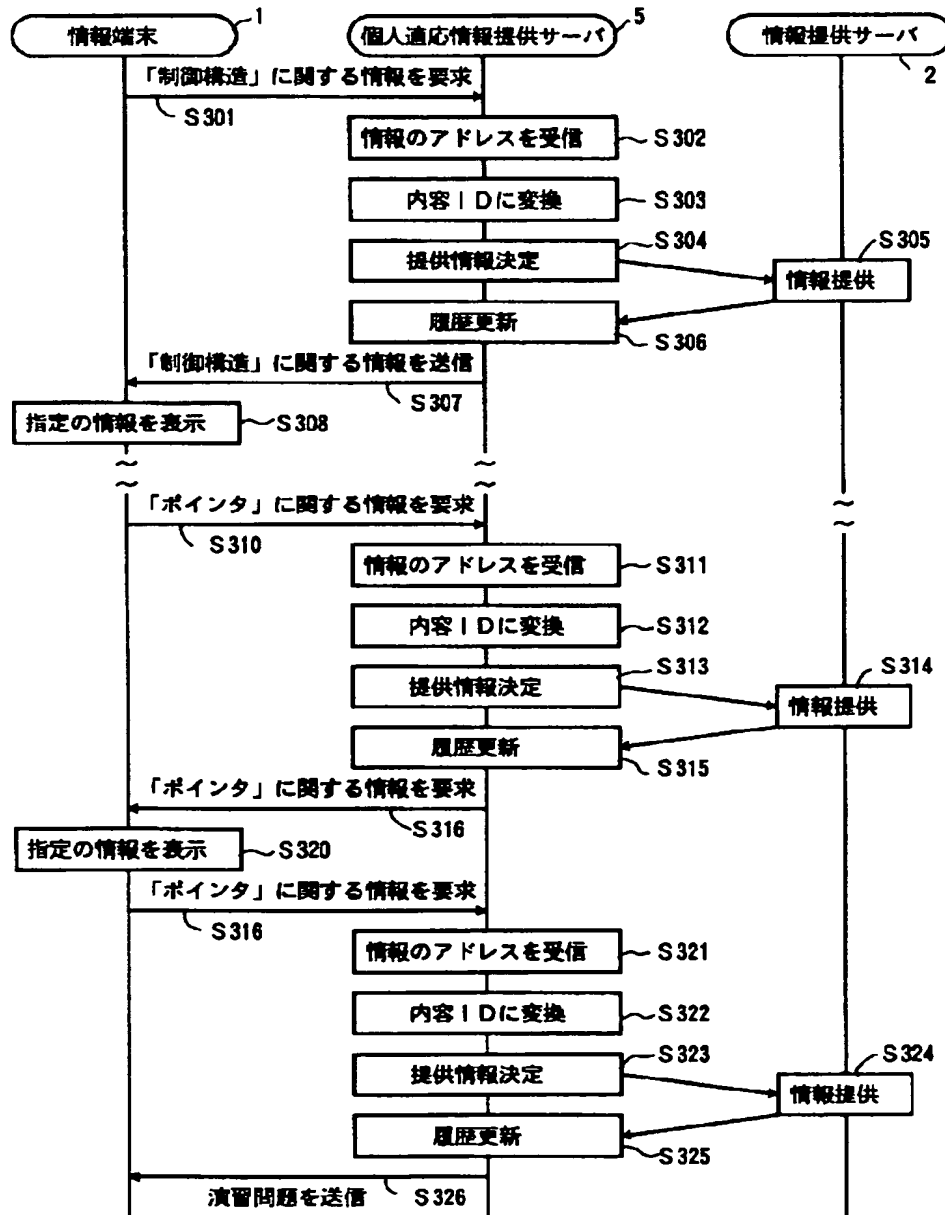 情報端末
1
個人適応情報提供サーバ
5
情報提供サーバ
2
「制御構造」に関する情報を要求
S301
情報のアドレスを受信
S302
内容IDに変換
S303
提供情報決定
S304
情報提供
S305
履歴更新
S306
「制御構造」に関する情報を送信
S307
指定の情報を表示
S308
「ポインタ」に関する情報を要求
S310
情報のアドレスを受信
S311
内容IDに変換
S312
提供情報決定
S313
情報提供
S314
履歴更新
S315
「ポインタ」に関する情報を要求
S316
指定の情報を表示
S320
「ポインタ」に関する情報を要求
S316
情報のアドレスを受信
S321
内容IDに変換
S322
提供情報決定
S323
情報提供
S324
履歴更新
S325
演習問題を送信
S326